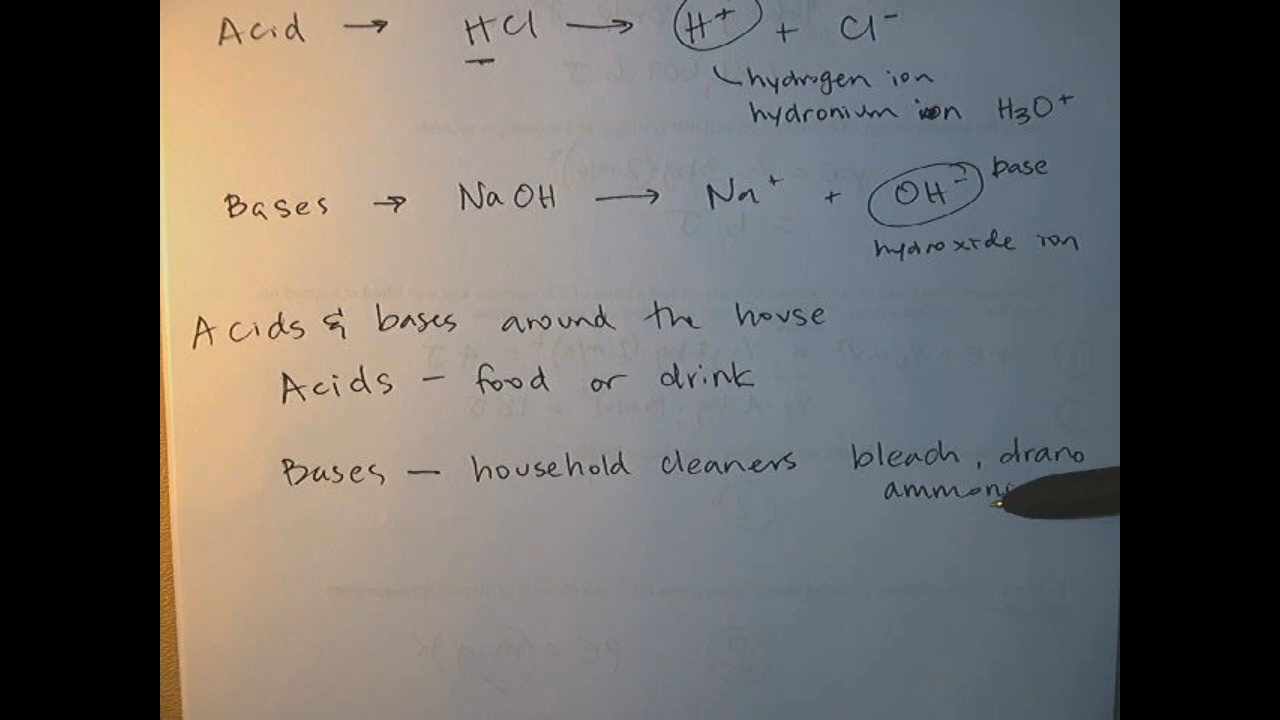 Acid → HCl → H+ + Cl-
hydrogen ion
hydronium ion H3O+
Bases → NaOH → Na+ + OH- base
hydroxide ion
Acids & bases around the house
Acids - food or drink
Bases — household cleaners bleach, drano
ammoni